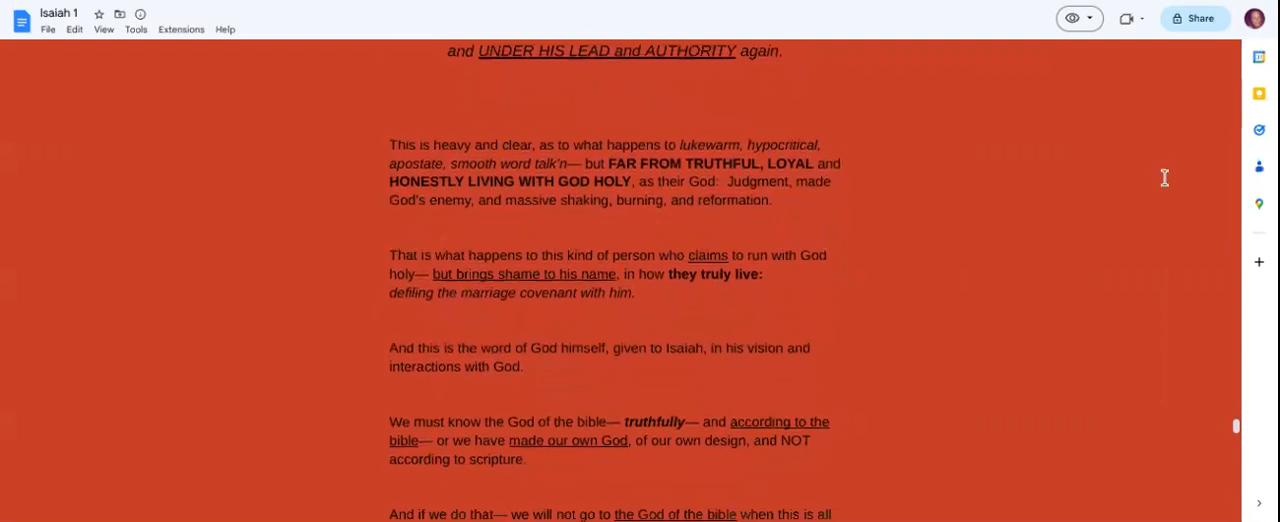 Isaiah 1
File Edit View Tools Extensions Help
Share
and UNDER HIS LEAD and AUTHORITY again.
This is heavy and clear, as to what happens to lukewarm, hypocritical,
apostate, smooth word talk'n— but FAR FROM TRUTHFUL, LOYAL and
HONESTLY LIVING WITH GOD HOLY, as their God:  Judgment, made
God's enemy, and massive shaking, burning, and reformation.
That is what happens to this kind of person who claims to run with God
holy— but brings shame to his name, in how they truly live:
defiling the marriage covenant with him.
And this is the word of God himself, given to Isaiah, in his vision and
interactions with God.
We must know the God of the bible— truthfully— and according to the
bible— or we have made our own God, of our own design, and NOT
according to scripture.
And if we do that— we will not go to the God of the bible when this is all